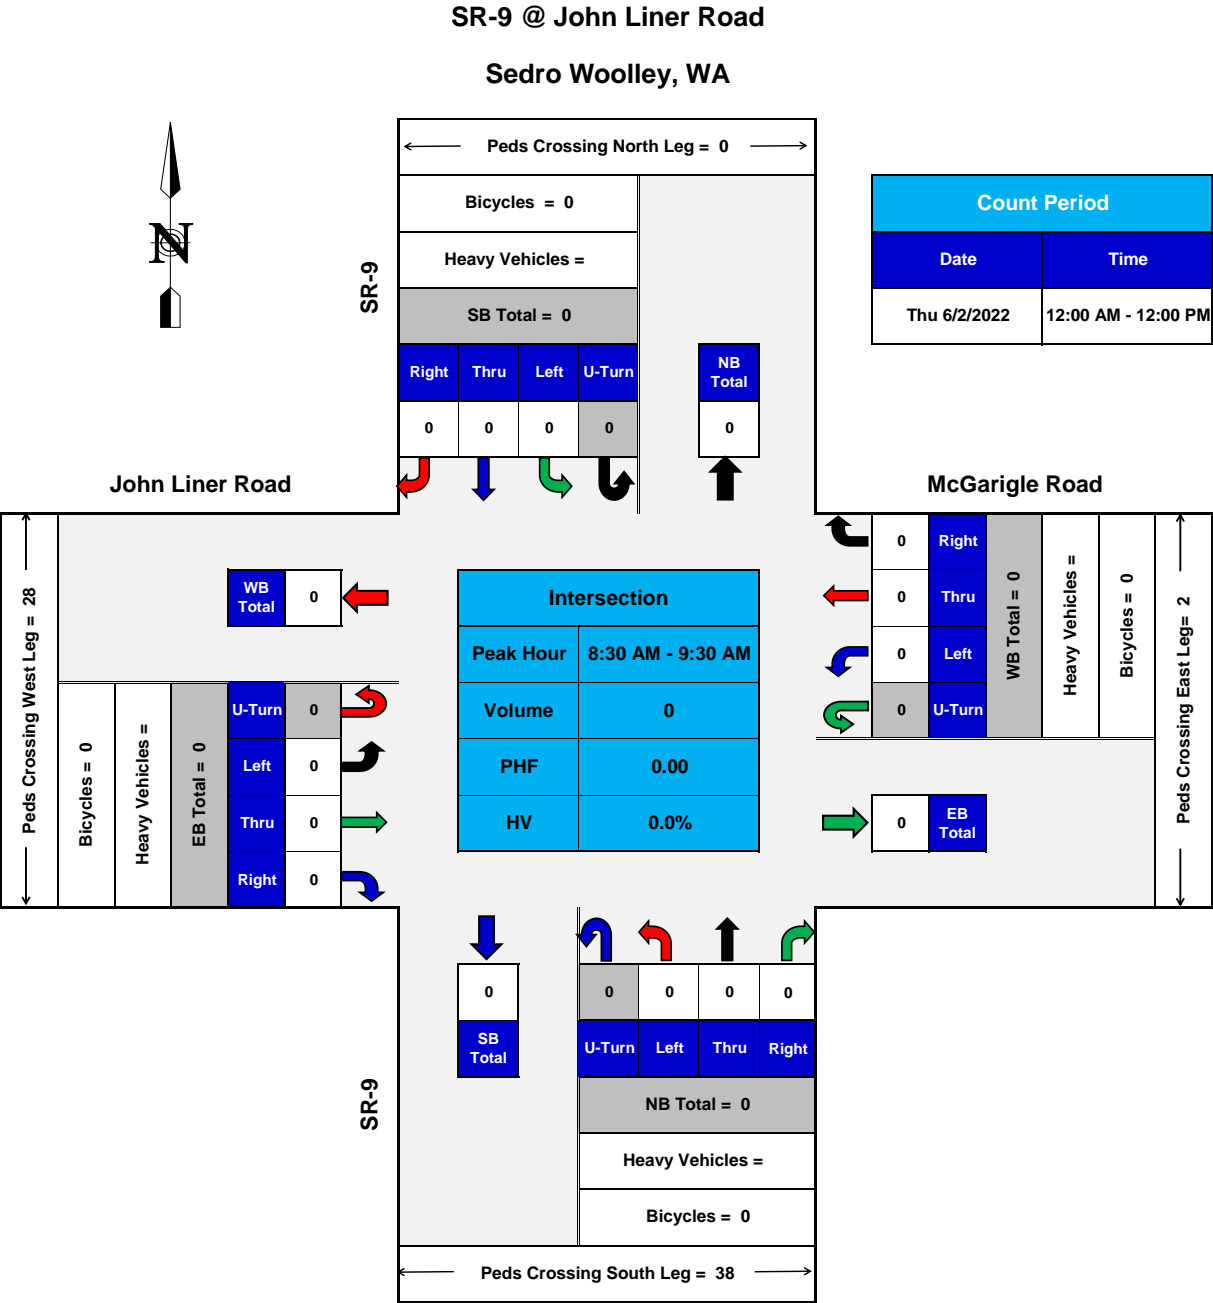 SR-9 @ John Liner Road
Sedro Woolley, WA
Peds Crossing North Leg = 0
Bicycles = 0
Heavy Vehicles =
SB Total = 0
Right Thru Left U-Turn
0 0 0 0
NB
Total
0
SR-9
N
Count Period
Date Time
Thu 6/2/2022 12:00 AM - 12:00 PM
John Liner Road
McGarigle Road
Peds Crossing West Leg = 28
WB
Total
0
Bicycles = 0
Heavy Vehicles =
EB Total = 0
U-Turn 0
Left 0
Thru 0
Right 0
Intersection
Peak Hour 8:30 AM - 9:30 AM
Volume 0
PHF 0.00
HV 0.0%
0 Right
0 Thru
0 Left
0 U-Turn
WB Total = 0
Heavy Vehicles =
Bicycles = 0
Peds Crossing East Leg= 2
0
EB
Total
0
SB
Total
0 0 0 0
U-Turn Left Thru Right
NB Total = 0
Heavy Vehicles =
Bicycles = 0
SR-9
Peds Crossing South Leg = 38